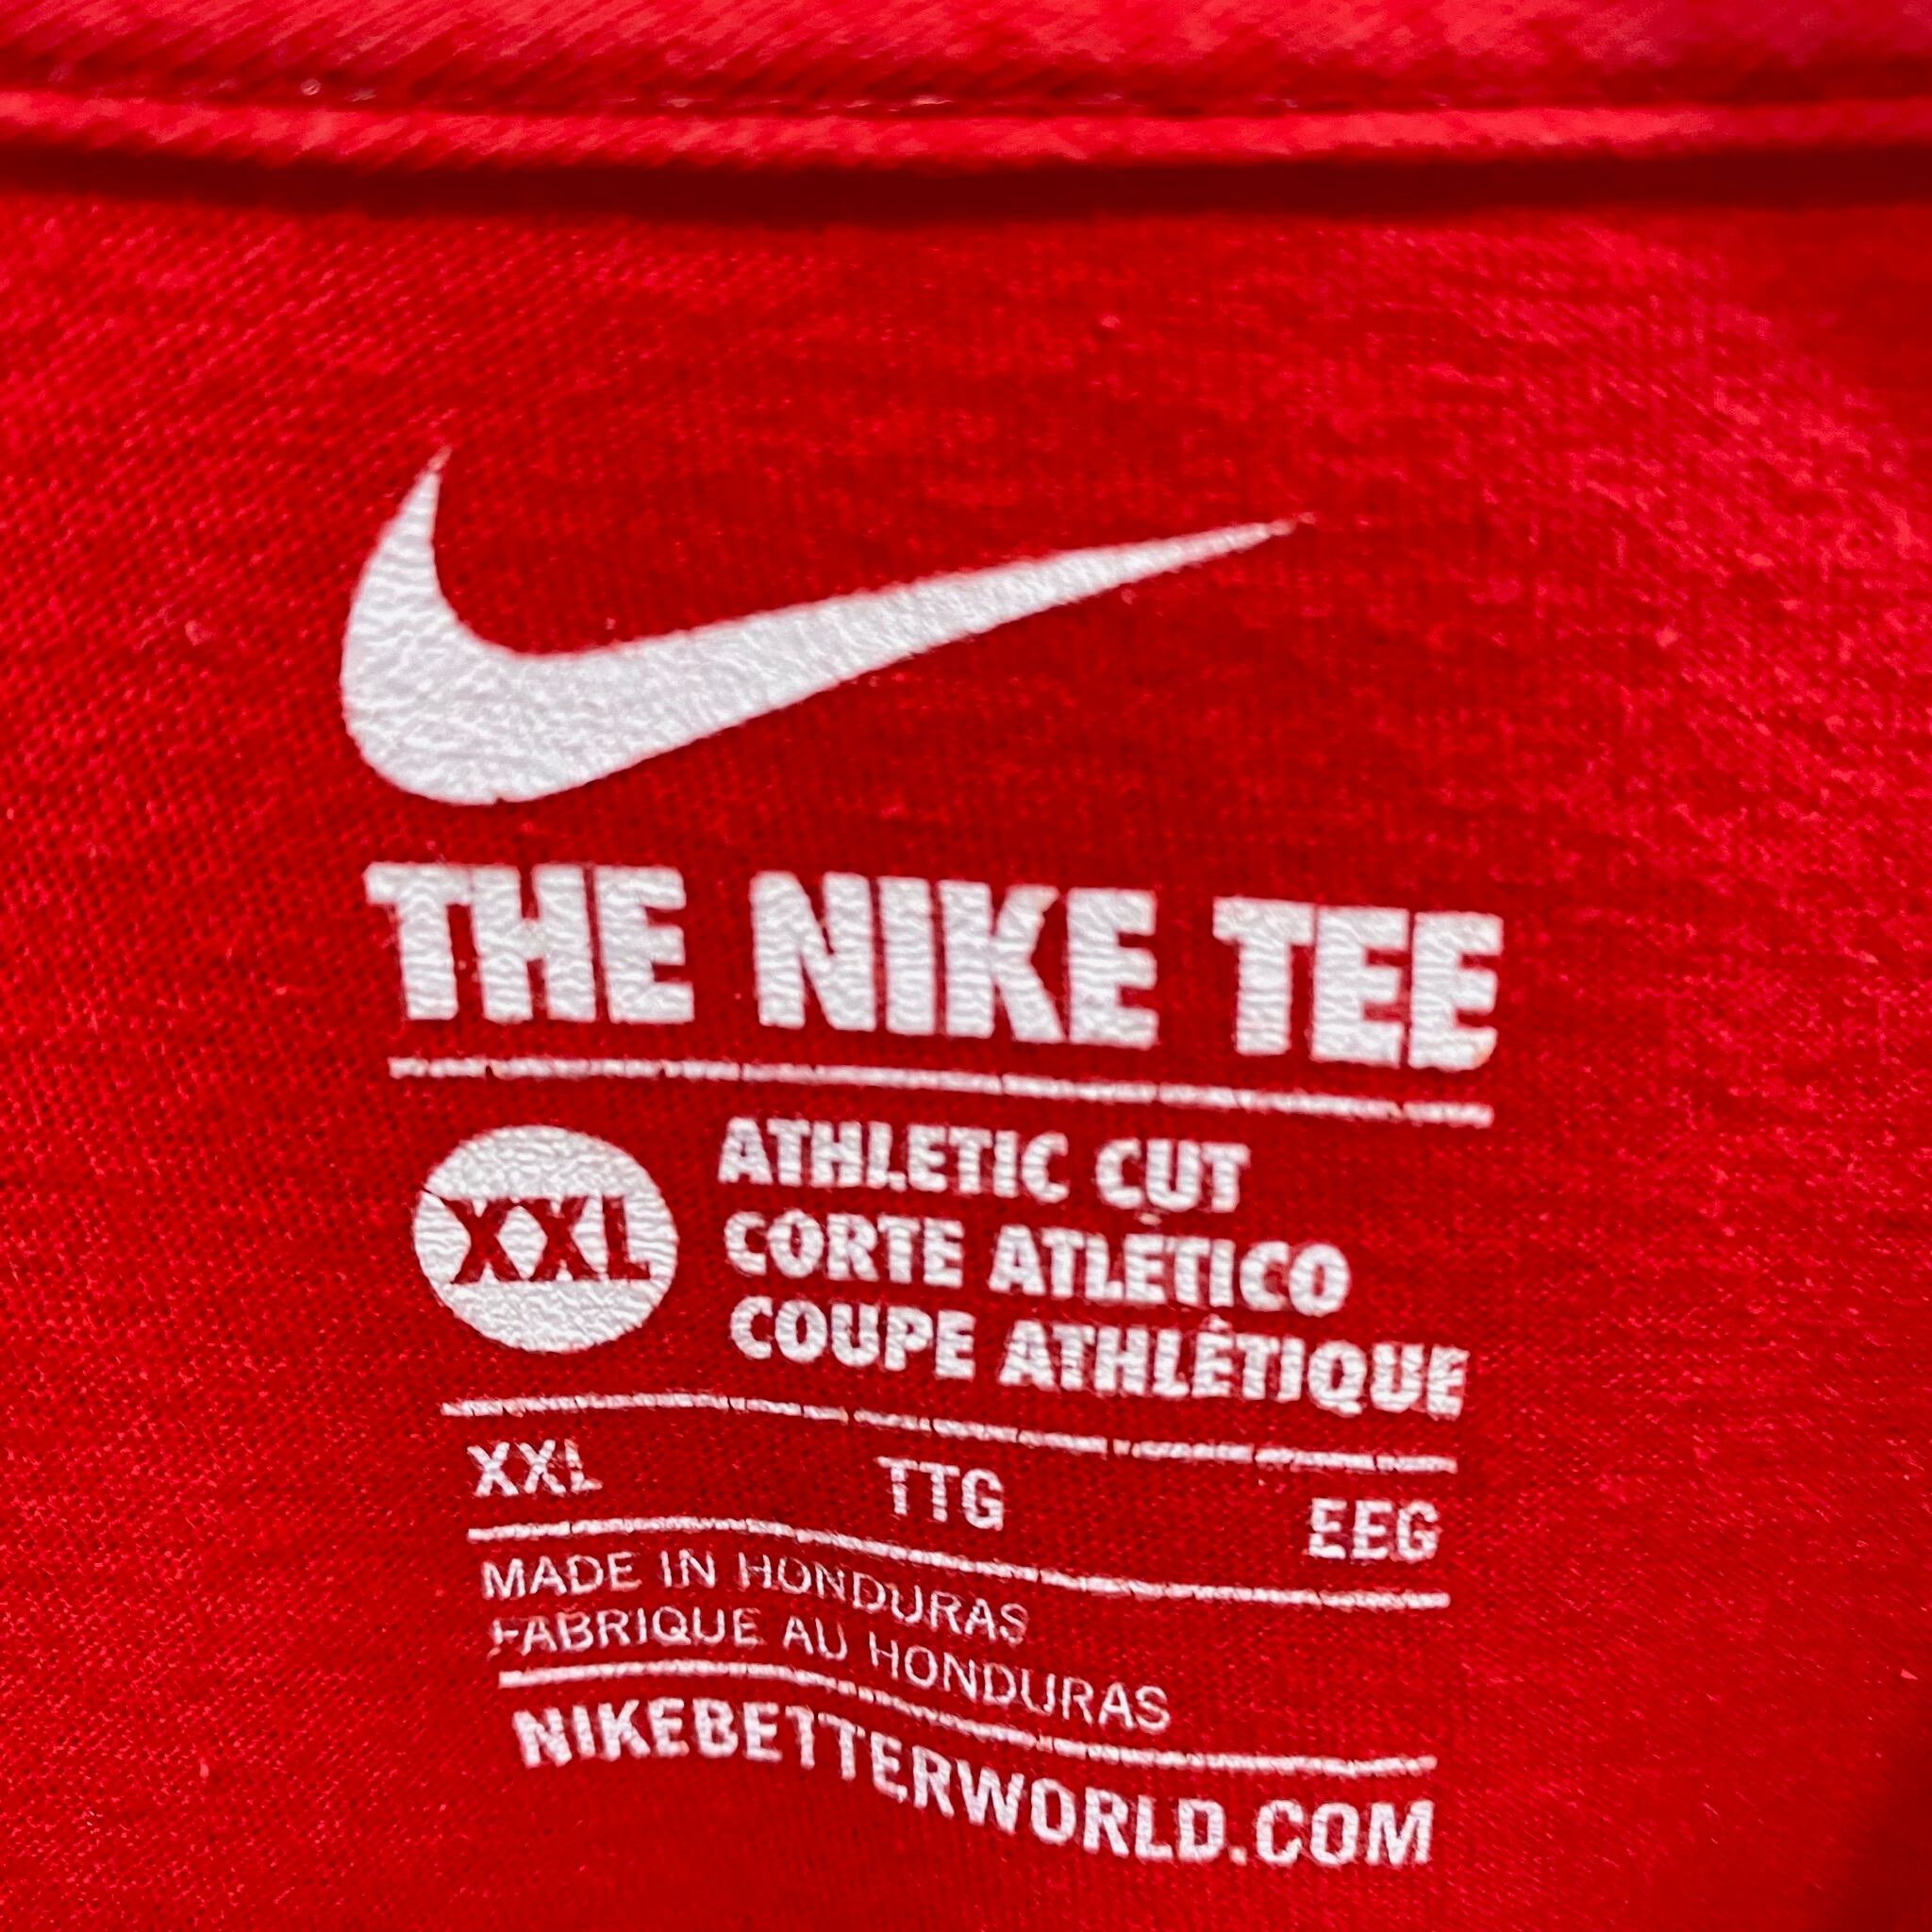 THE NIKE TEE
XXL
ATHLETIC CUT
CORTE ATLÉTICO
COUPE ATHLÊTIQUE
XXL TTG EEG
MADE IN HONDURAS
FABRIQUE AU HONDURAS
NIKEBETTERWORLD.COM